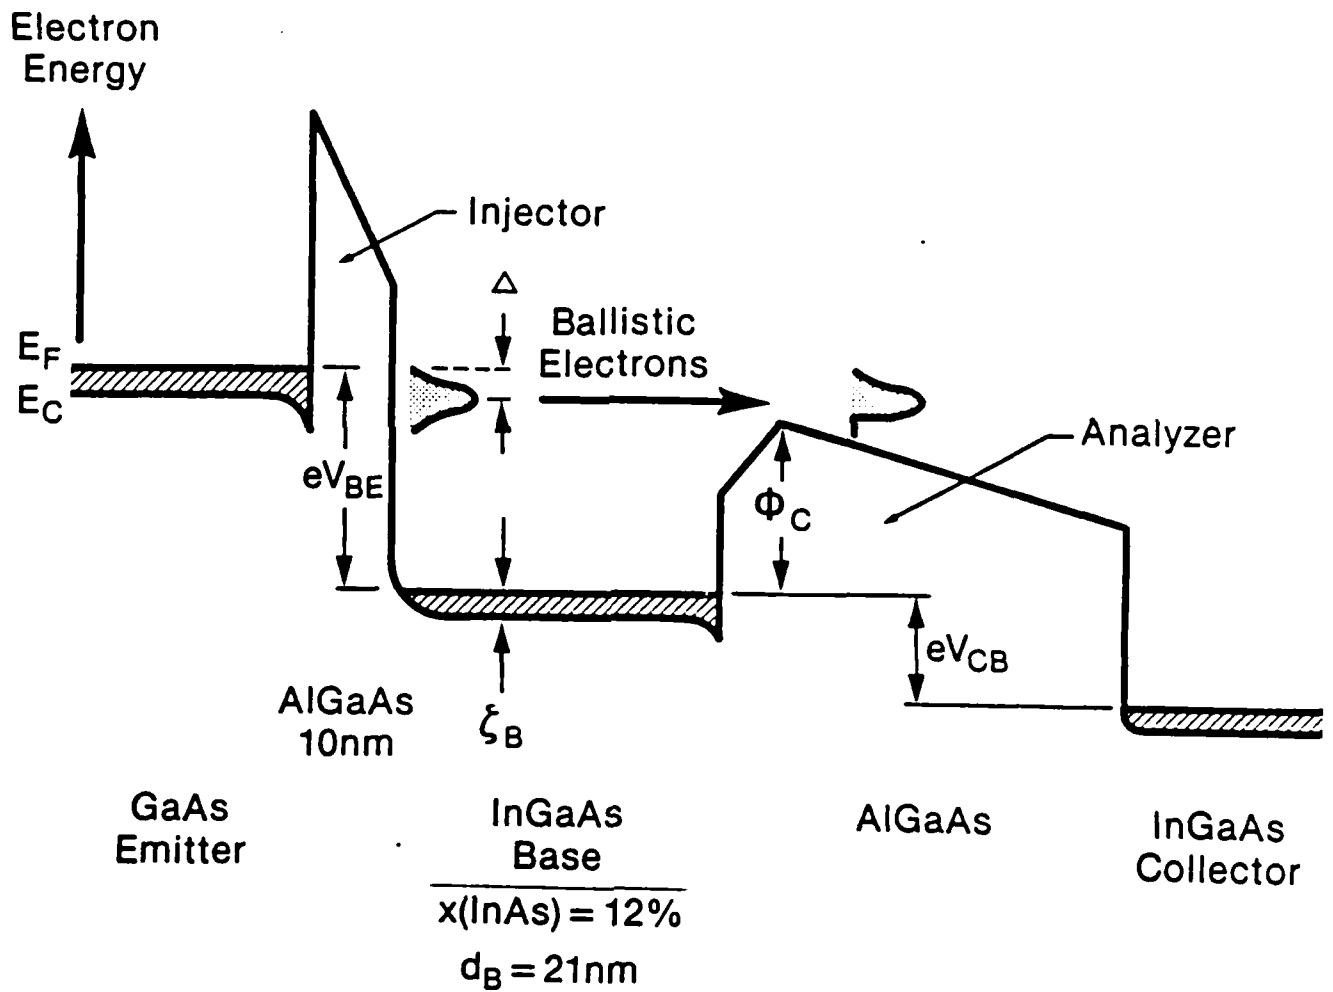 Electron
Energy
Injector
Δ
Ballistic
Electrons
E_F
E_C
Analyzer
eV_BE
Φ_C
eV_CB
ζ_B
AlGaAs
10nm
GaAs
Emitter
InGaAs
Base
x(InAs) = 12%
d_B = 21nm
AlGaAs
InGaAs
Collector